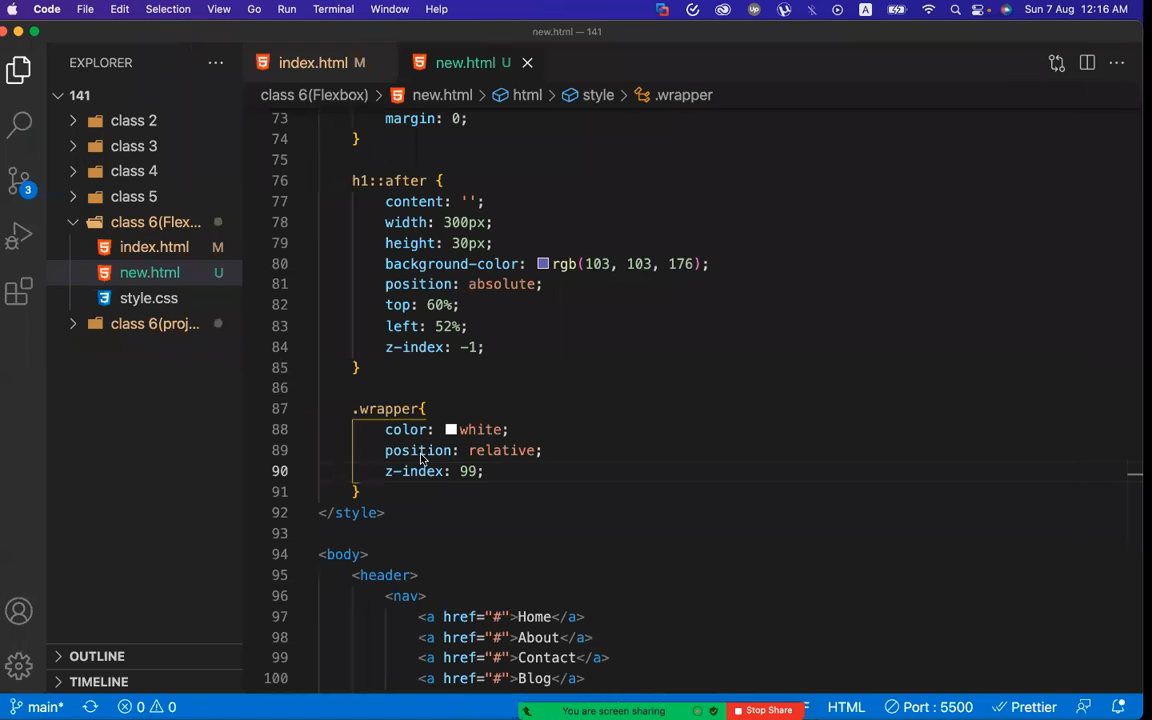 Code File Edit Selection View Go Run Terminal Window Help Up A Sun 7 Aug 12:16 AM
new.html — 141
EXPLORER ···
index.html M
new.html U
class 6(Flexbox) > new.html > html > style > .wrapper
141
class 2
class 3
class 4
class 5
class 6(Flex...
index.html M
new.html U
style.css
class 6(proj...
3
OUTLINE
TIMELINE
73 margin: 0;
74 }
75
76 h1::after {
77 content: '';
78 width: 300px;
79 height: 30px;
80 background-color: rgb(103, 103, 176);
81 position: absolute;
82 top: 60%;
83 left: 52%;
84 z-index: -1;
85 }
86
87 .wrapper{
88 color: white;
89 position: relative;
90 z-index: 99;
91 }
92 </style>
93
94 <body>
95 <header>
96 <nav>
97 <a href="#">Home</a>
98 <a href="#">About</a>
99 <a href="#">Contact</a>
100 <a href="#">Blog</a>
main* 0 0 You are screen sharing Stop Share HTML Port : 5500 Prettier